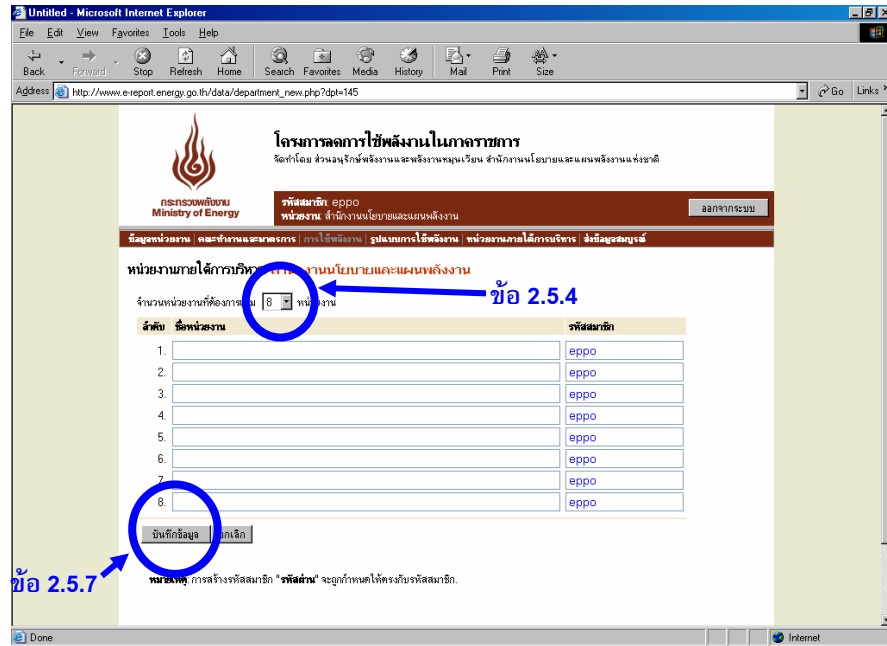 Untitled - Microsoft Internet Explorer
File Edit View Favorites Tools Help
Back Forward Stop Refresh Home Search Favorites Media History Mail Print Size
Address http://www.e-report.energy.go.th/data/department_new.php?dpt=145 Go Links
โครงการลดการใช้พลังงานในภาคราชการ
จัดทำโดย ส่วนอนุรักษ์พลังงานและพลังงานหมุนเวียน สำนักงานนโยบายและแผนพลังงานแห่งชาติ
กระทรวงพลังงาน
Ministry of Energy
รหัสสมาชิก: eppo
หน่วยงาน: สำนักงานนโยบายและแผนพลังงาน
ออกจากระบบ
ข้อมูลหน่วยงาน | คณะทำงานและมาตรการ | การใช้พลังงาน | รูปแบบการใช้พลังงาน | หน่วยงานภายใต้การบริหาร | ส่งข้อมูลสมบูรณ์
หน่วยงานภายใต้การบริหาร สำนักงานนโยบายและแผนพลังงาน
จำนวนหน่วยงานที่ต้องการเพิ่ม 8 หน่วยงาน
ข้อ 2.5.4
ลำดับ ชื่อหน่วยงาน รหัสสมาชิก
1. eppo
2. eppo
3. eppo
4. eppo
5. eppo
6. eppo
7. eppo
8. eppo
บันทึกข้อมูล ยกเลิก
ข้อ 2.5.7
หมายเหตุ: การสร้างรหัสสมาชิก "รหัสผ่าน" จะถูกกำหนดให้ตรงกับรหัสสมาชิก.
Done Internet